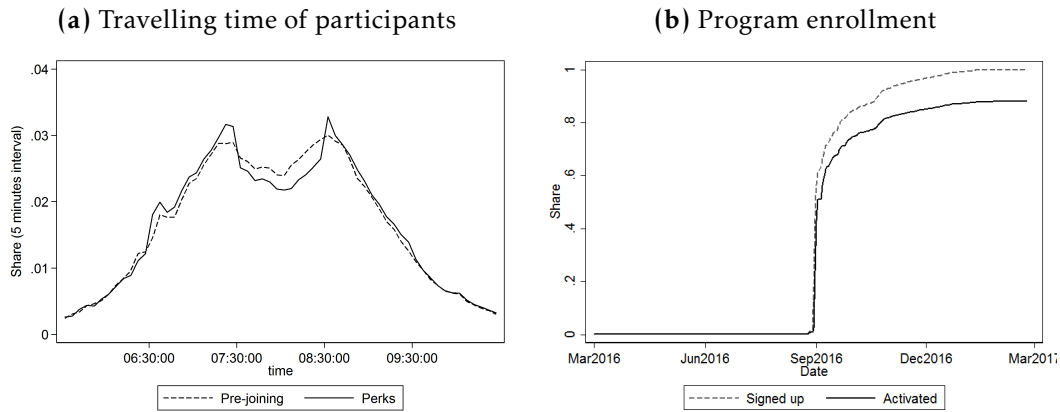 (a) Travelling time of participants
.04
.03
.02
.01
0
Share (5 minutes interval)
06:30:00 07:30:00 08:30:00 09:30:00
time
Pre-joining Perks
(b) Program enrollment
1
.8
.6
.4
.2
0
Share
Mar2016 Jun2016 Sep2016 Dec2016 Mar2017
Date
Signed up Activated